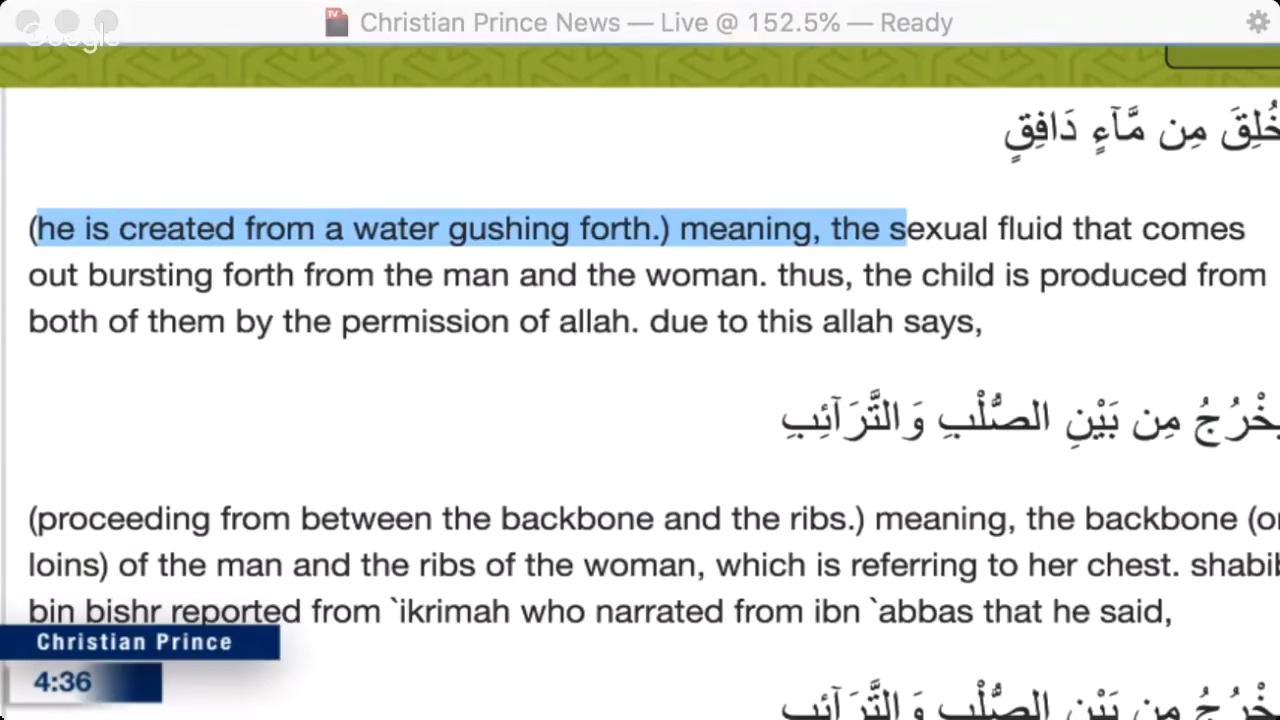 Christian Prince News — Live @ 152.5% — Ready
Google
خُلِقَ مِن مَّآءٍ دَافِقٍ
(he is created from a water gushing forth.) meaning, the sexual fluid that comes
out bursting forth from the man and the woman. thus, the child is produced from
both of them by the permission of allah. due to this allah says,
يَخْرُجُ مِن بَيْنِ الصُّلْبِ وَالتَّرَآئِبِ
(proceeding from between the backbone and the ribs.) meaning, the backbone (or
loins) of the man and the ribs of the woman, which is referring to her chest. shabib
bin bishr reported from `ikrimah who narrated from ibn `abbas that he said,
Christian Prince
4:36
يَخْرُجُ مِن بَيْنِ الصُّلْبِ وَالتَّرَآئِبِ